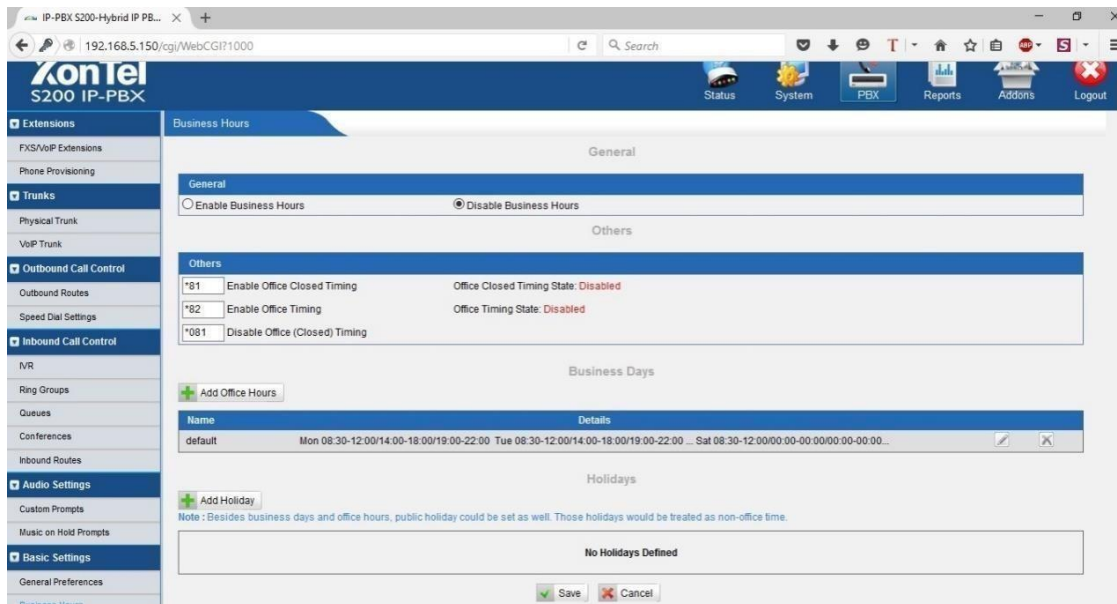 IP-PBX S200-Hybrid IP PB...
192.168.5.150/cgi/WebCGI?1000
Search
XonTel
S200 IP-PBX
Status System PBX Reports Addons Logout
Extensions
FXS/VoIP Extensions
Phone Provisioning
Trunks
Physical Trunk
VoIP Trunk
Outbound Call Control
Outbound Routes
Speed Dial Settings
Inbound Call Control
IVR
Ring Groups
Queues
Conferences
Inbound Routes
Audio Settings
Custom Prompts
Music on Hold Prompts
Basic Settings
General Preferences
Business Hours
Business Hours
General
General
Enable Business Hours Disable Business Hours
Others
Others
*81 Enable Office Closed Timing Office Closed Timing State: Disabled
*82 Enable Office Timing Office Timing State: Disabled
*081 Disable Office (Closed) Timing
Business Days
Add Office Hours
Name Details
default Mon 08:30-12:00/14:00-18:00/19:00-22:00 Tue 08:30-12:00/14:00-18:00/19:00-22:00 ... Sat 08:30-12:00/00:00-00:00/00:00-00:00...
Holidays
Add Holiday
Note : Besides business days and office hours, public holiday could be set as well. Those holidays would be treated as non-office time.
No Holidays Defined
Save Cancel